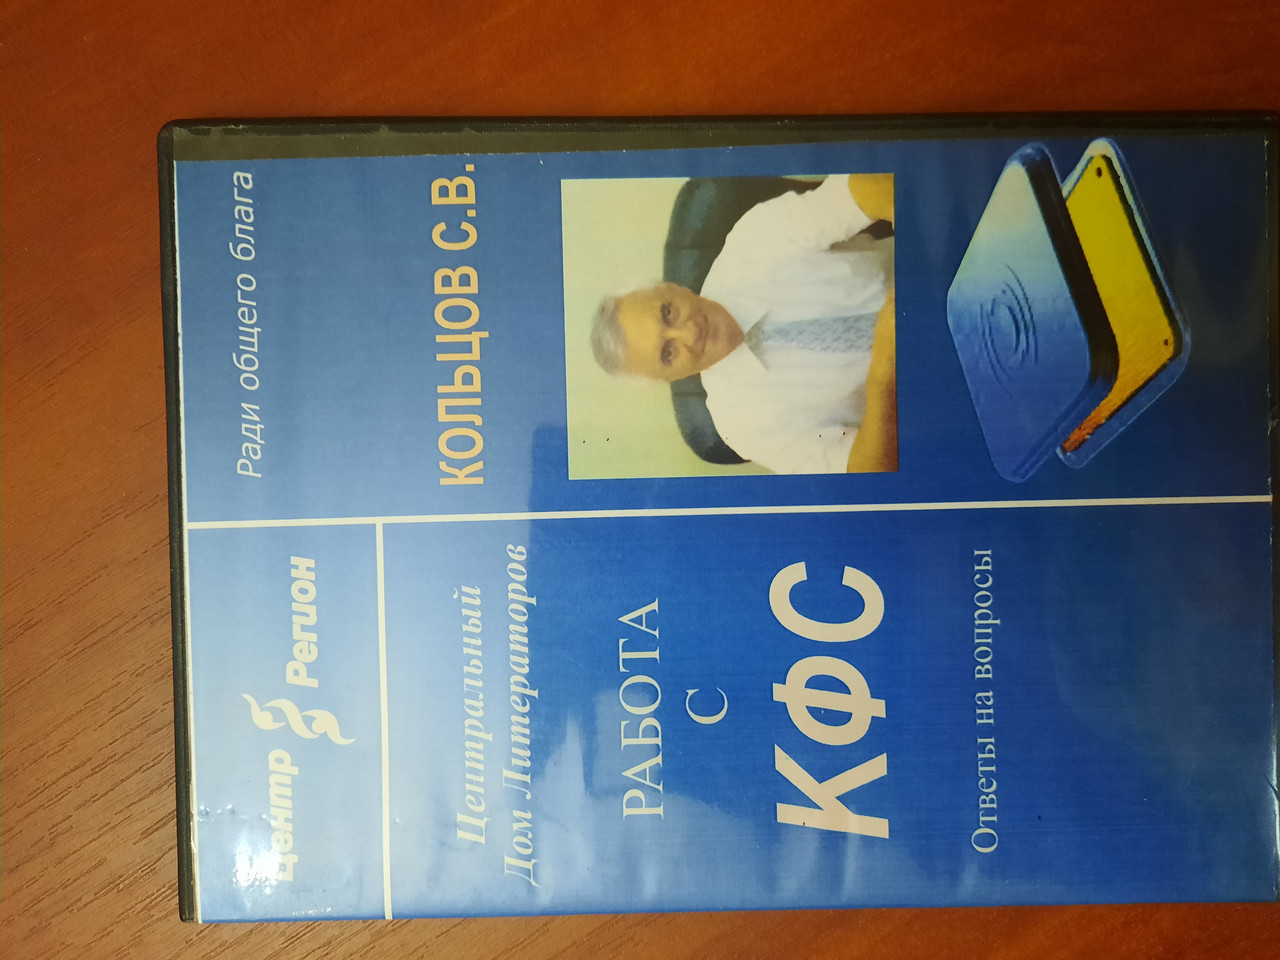 Центр Регион
Ради общего блага
Центральный
Дом Литераторов
КОЛЬЦОВ С.В.
РАБОТА
С
КФС
Ответы на вопросы